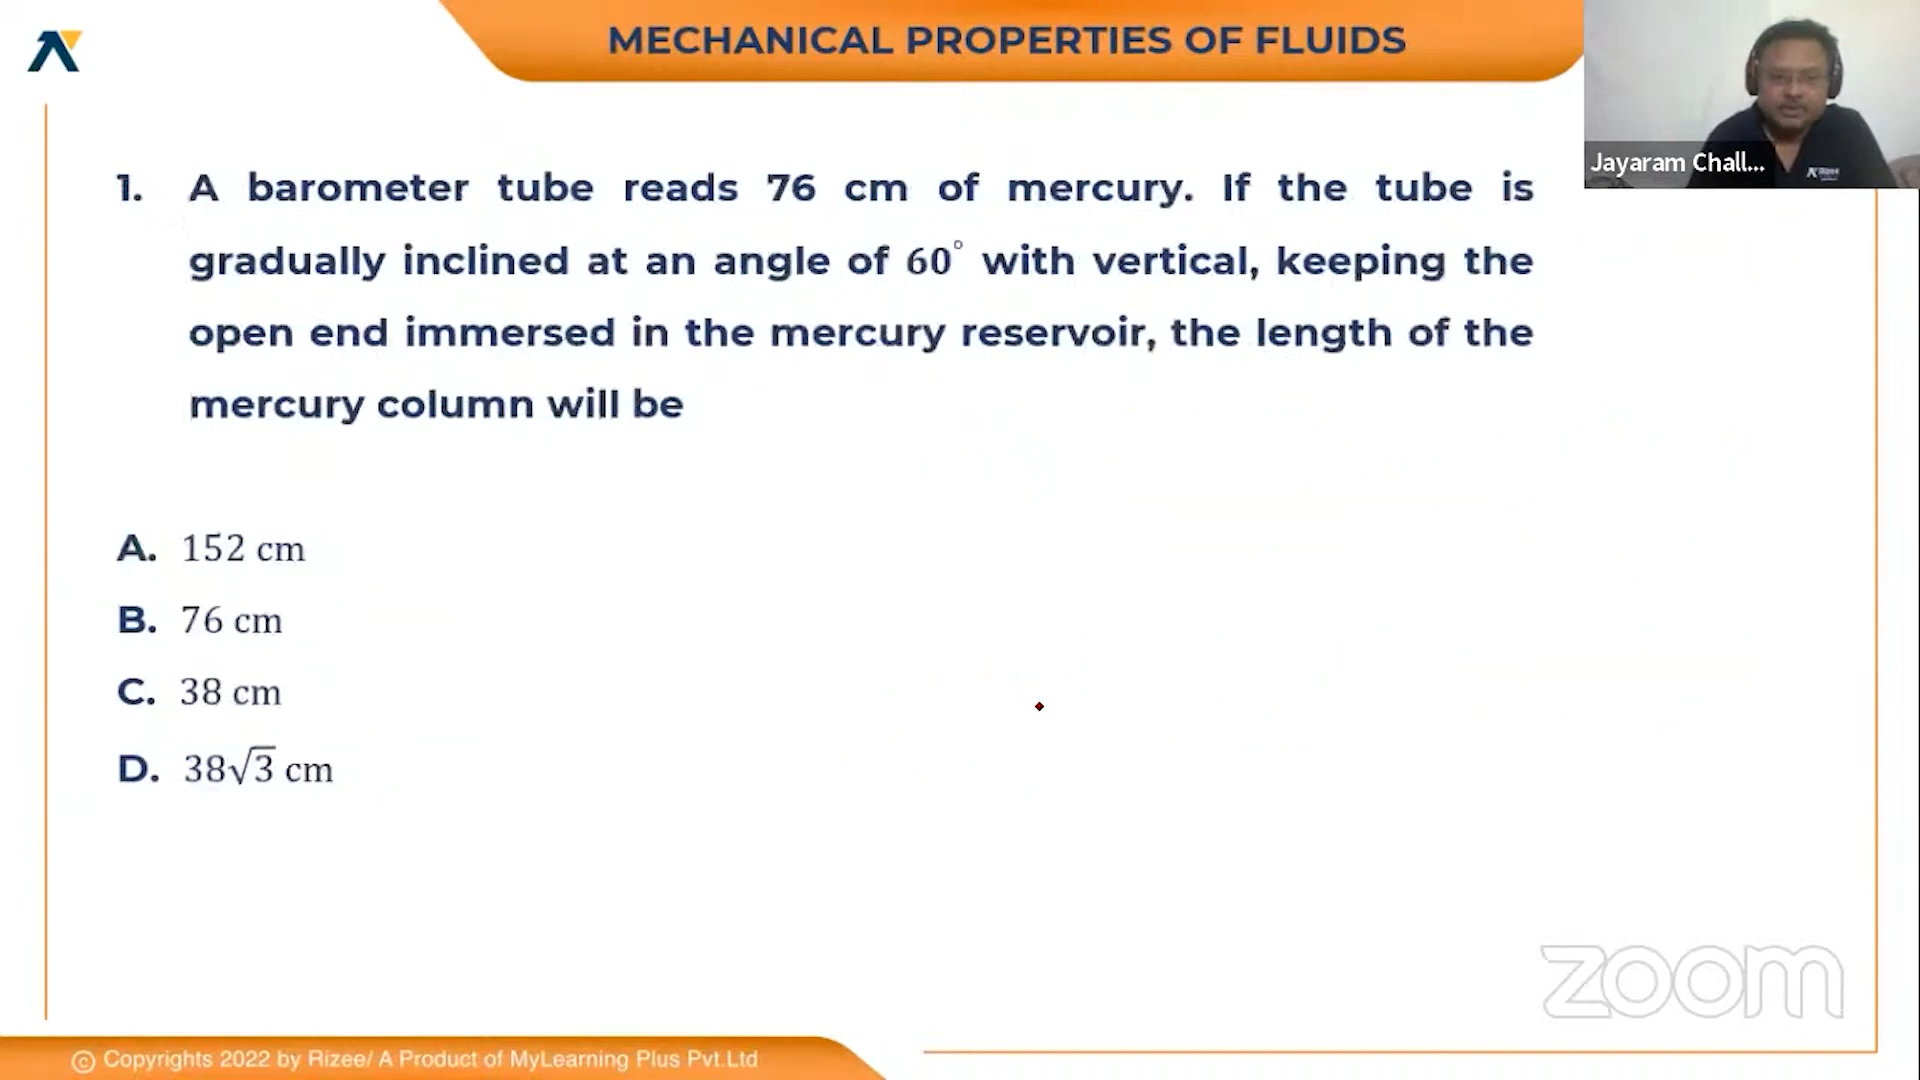 MECHANICAL PROPERTIES OF FLUIDS
Jayaram Chall...
1. A barometer tube reads 76 cm of mercury. If the tube is
gradually inclined at an angle of 60° with vertical, keeping the
open end immersed in the mercury reservoir, the length of the
mercury column will be
A. 152 cm
B. 76 cm
C. 38 cm
D. 38√3 cm
zoom
© Copyrights 2022 by Rizee/ A Product of MyLearning Plus Pvt.Ltd